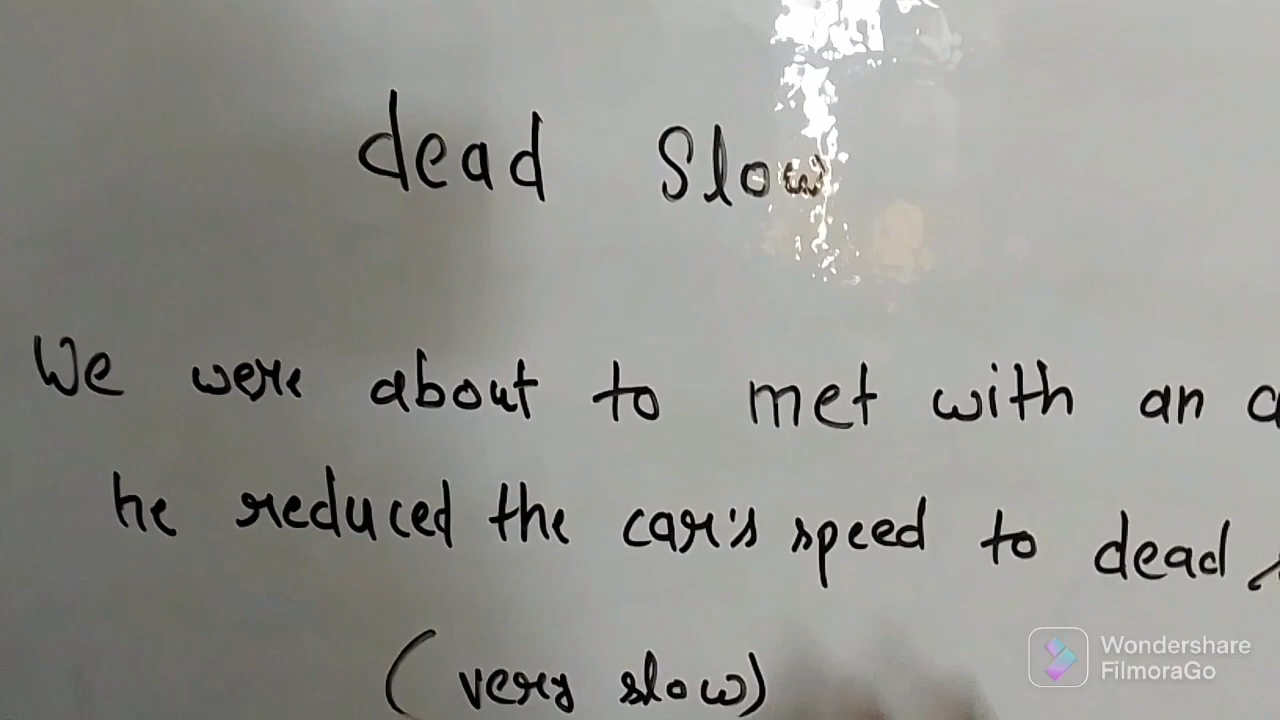 dead Slow
We were about to met with an
he reduced the car's speed to dead
(very slow)
Wondershare
FilmoraGo